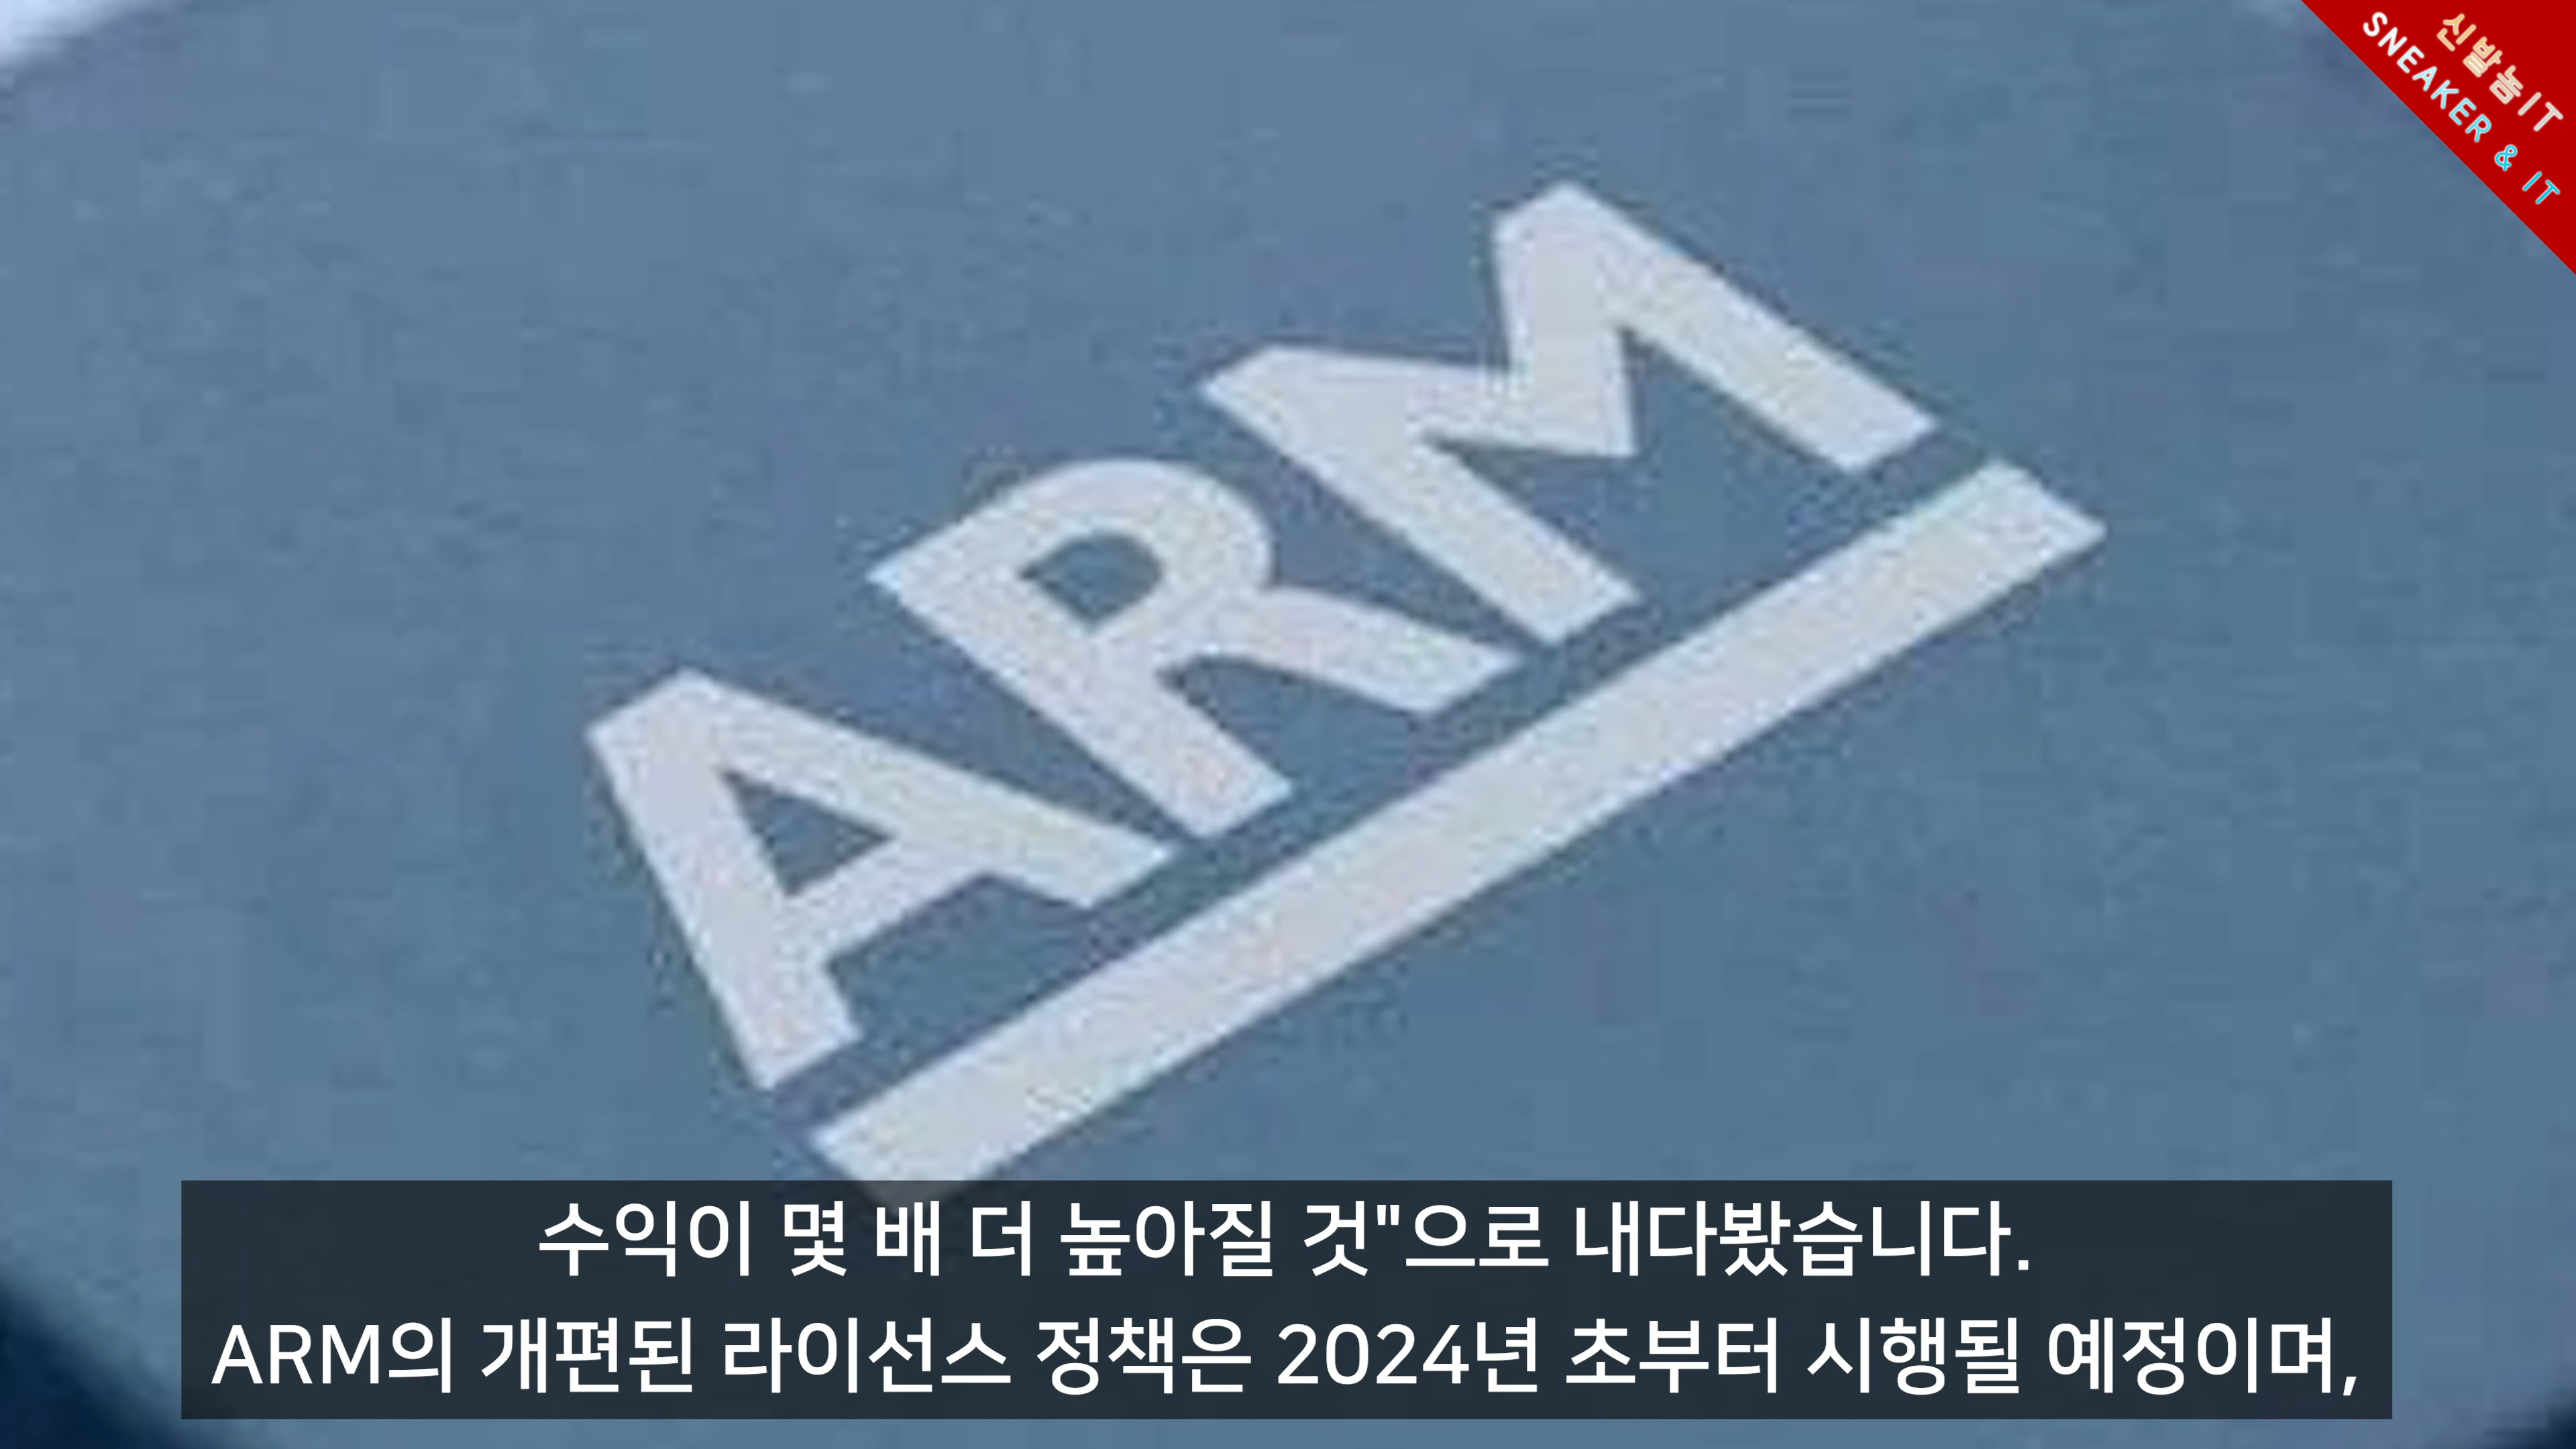 신발놈IT
SNEAKER & IT
ARM
수익이 몇 배 더 높아질 것"으로 내다봤습니다.
ARM의 개편된 라이선스 정책은 2024년 초부터 시행될 예정이며,